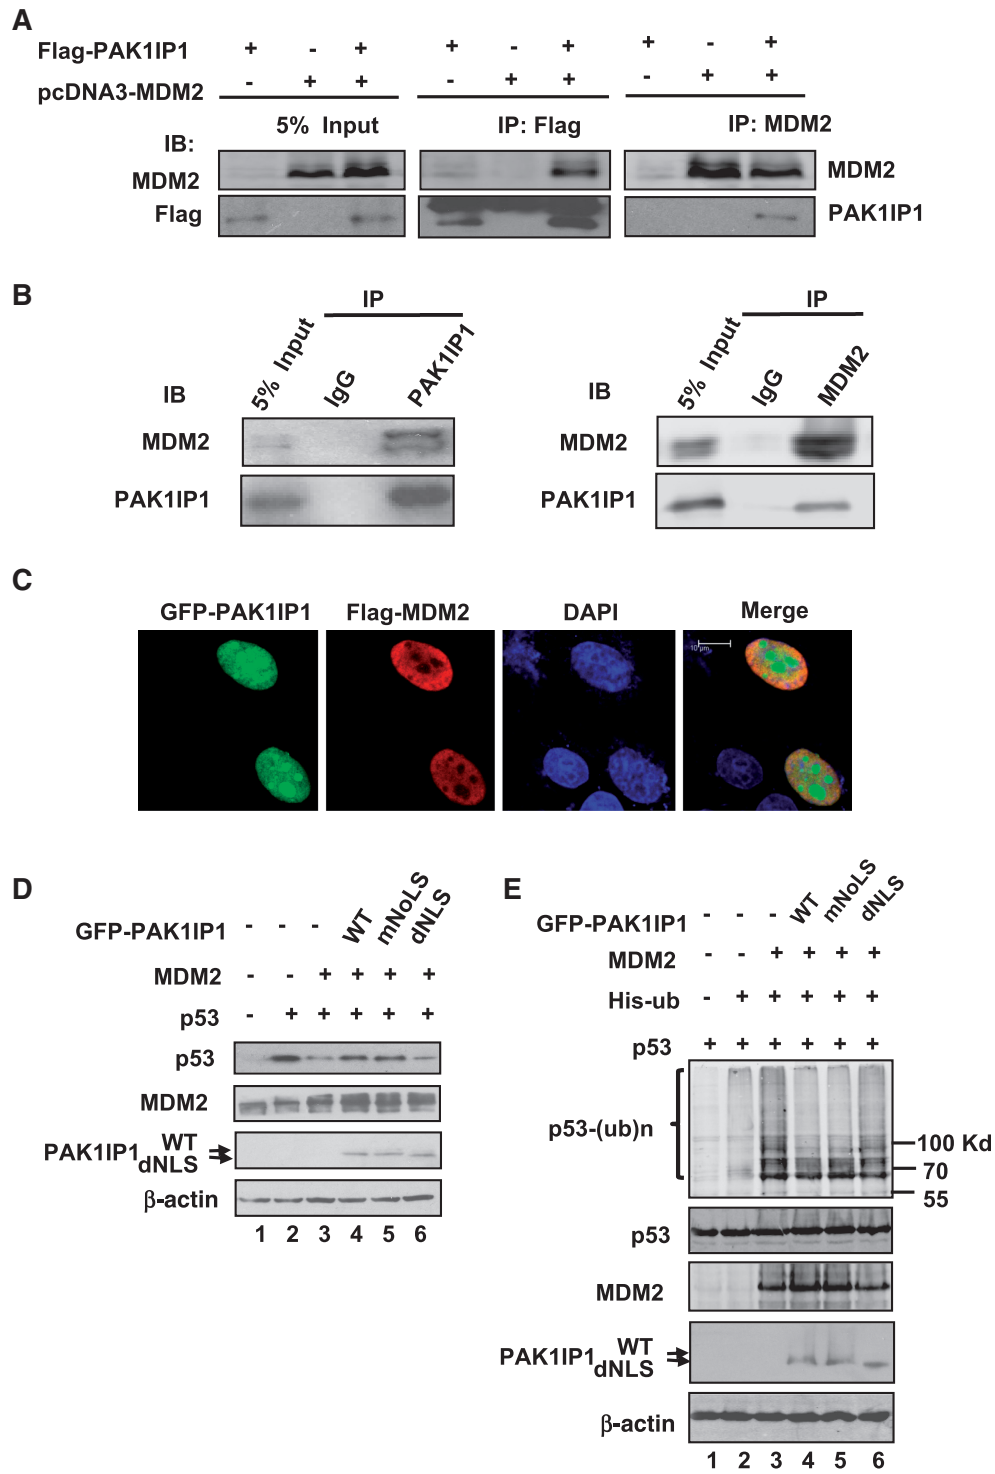 A
Flag-PAK1IP1 + - + + - + + - +
pcDNA3-MDM2 - + + - + + - + +
5% Input IP: Flag IP: MDM2
IB:
MDM2 MDM2
Flag PAK1IP1
B
IP IP
IB 5% Input IgG PAK1IP1 IB 5% Input IgG MDM2
MDM2 MDM2
PAK1IP1 PAK1IP1
C
GFP-PAK1IP1 Flag-MDM2 DAPI Merge
10 µm
D
GFP-PAK1IP1 - - - WT mNoLS dNLS
MDM2 - - + + + +
p53 - + + + + +
p53
MDM2
PAK1IP1 WT
dNLS
β-actin
1 2 3 4 5 6
E
GFP-PAK1IP1 - - - WT mNoLS dNLS
MDM2 - - + + + +
His-ub - + + + + +
p53 + + + + + +
p53-(ub)n
100 Kd
70
55
p53
MDM2
PAK1IP1 WT
dNLS
β-actin
1 2 3 4 5 6